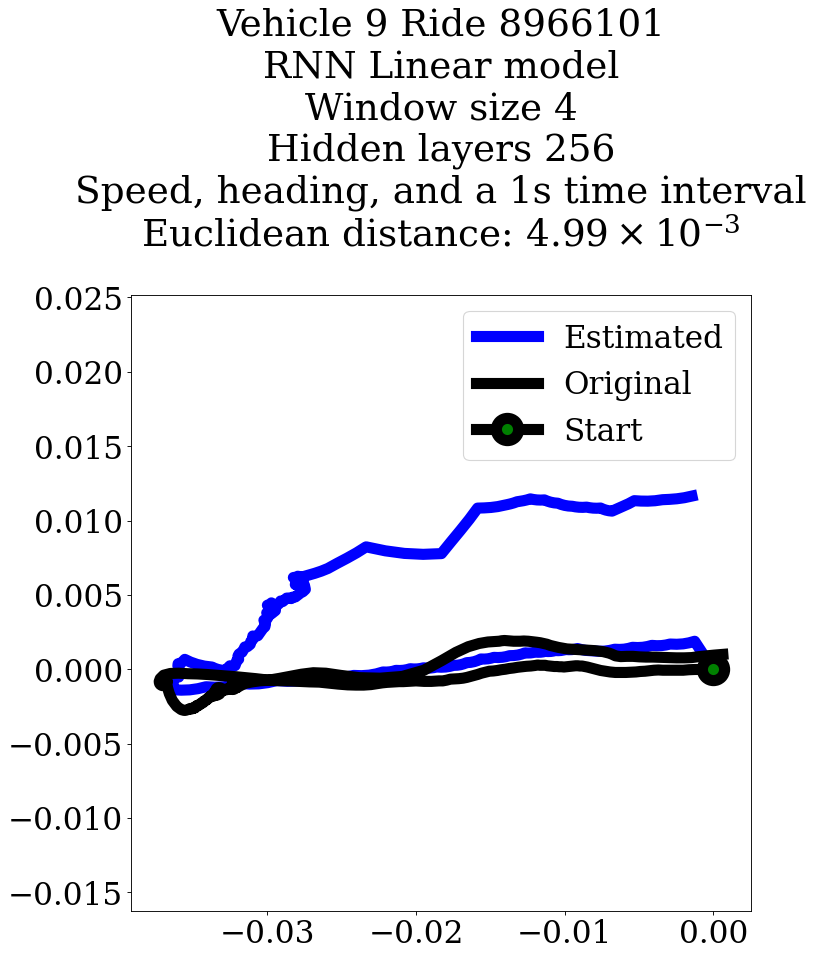 Vehicle 9 Ride 8966101
RNN Linear model
Window size 4
Hidden layers 256
Speed, heading, and a 1s time interval
Euclidean distance: 4.99 × 10⁻³
0.025
0.020
0.015
0.010
0.005
0.000
−0.005
−0.010
−0.015
Estimated
Original
Start
−0.03 −0.02 −0.01 0.00